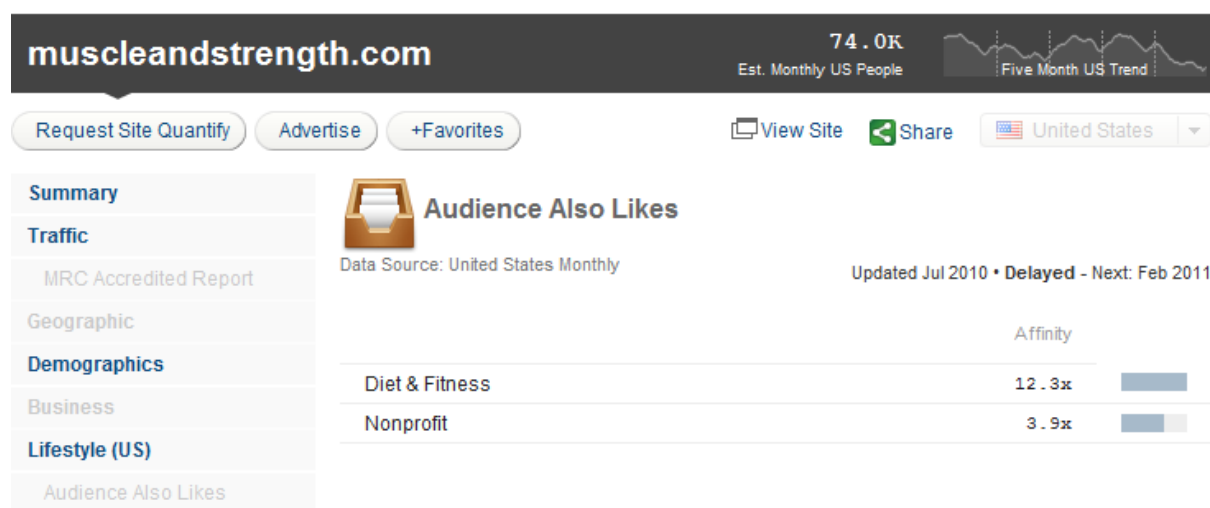 muscleandstrength.com
74.0K
Est. Monthly US People
Five Month US Trend
Request Site Quantify
Advertise
+Favorites
View Site
Share
United States
Summary
Traffic
MRC Accredited Report
Geographic
Demographics
Business
Lifestyle (US)
Audience Also Likes
Audience Also Likes
Data Source: United States Monthly
Updated Jul 2010 • Delayed - Next: Feb 2011
Affinity
Diet & Fitness 12.3x
Nonprofit 3.9x